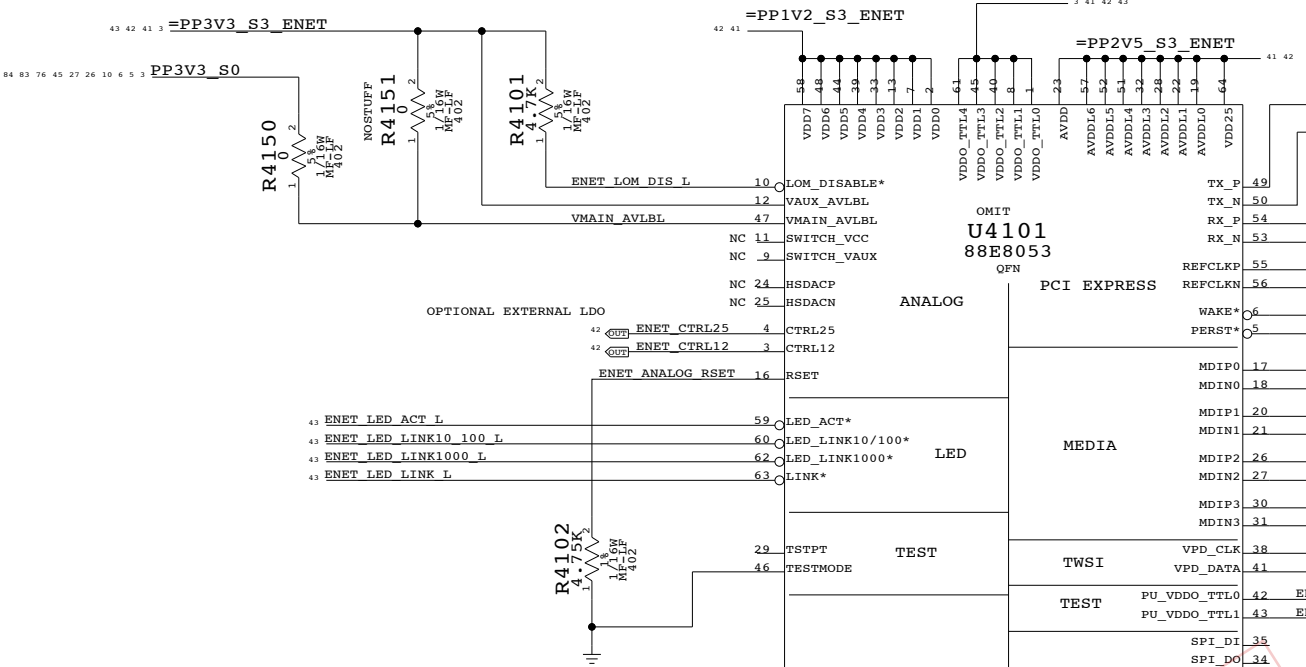 3 41 42 43
43 42 41 3 =PP3V3_S3_ENET
=PP1V2_S3_ENET
42 41
=PP2V5_S3_ENET
41 42
84 83 76 45 27 26 10 6 5 3 PP3V3_S0
NOSTUFF
R4151
0
5%
1/16W
MF-LF
402
2
1
R4101
4.7K
5%
1/16W
MF-LF
402
2
1
R4150
0
5%
1/16W
MF-LF
402
2
1
58 48 44 39 33 13 7 2
VDD7 VDD6 VDD5 VDD4 VDD3 VDD2 VDD1 VDD0
61 45 40 8 1
VDDO_TTL4 VDDO_TTL3 VDDO_TTL2 VDDO_TTL1 VDDO_TTL0
23 57 52 51 32 28 22 19 64
AVDD AVDDL6 AVDDL5 AVDDL4 AVDDL3 AVDDL2 AVDDL1 AVDDL0 VDD25
ENET_LOM_DIS_L 10 LOM_DISABLE*
12 VAUX_AVLBL
VMAIN_AVLBL 47 VMAIN_AVLBL
NC 11 SWITCH_VCC
NC 9 SWITCH_VAUX
NC 24 HSDACP
NC 25 HSDACN
OPTIONAL EXTERNAL LDO
42 OUT ENET_CTRL25 4 CTRL25
42 OUT ENET_CTRL12 3 CTRL12
ENET_ANALOG_RSET 16 RSET
43 ENET_LED_ACT_L 59 LED_ACT*
43 ENET_LED_LINK10_100_L 60 LED_LINK10/100*
43 ENET_LED_LINK1000_L 62 LED_LINK1000*
43 ENET_LED_LINK_L 63 LINK*
R4102
4.75K
1%
1/16W
MF-LF
402
2
1
29 TSTPT
46 TESTMODE
OMIT
U4101
88E8053
QFN
ANALOG
LED
TEST
PCI EXPRESS
MEDIA
TWSI
TEST
TX_P 49
TX_N 50
RX_P 54
RX_N 53
REFCLKP 55
REFCLKN 56
WAKE* 6
PERST* 5
MDIP0 17
MDIN0 18
MDIP1 20
MDIN1 21
MDIP2 26
MDIN2 27
MDIP3 30
MDIN3 31
VPD_CLK 38
VPD_DATA 41
PU_VDDO_TTL0 42
PU_VDDO_TTL1 43
SPI_DI 35
SPI_DO 34